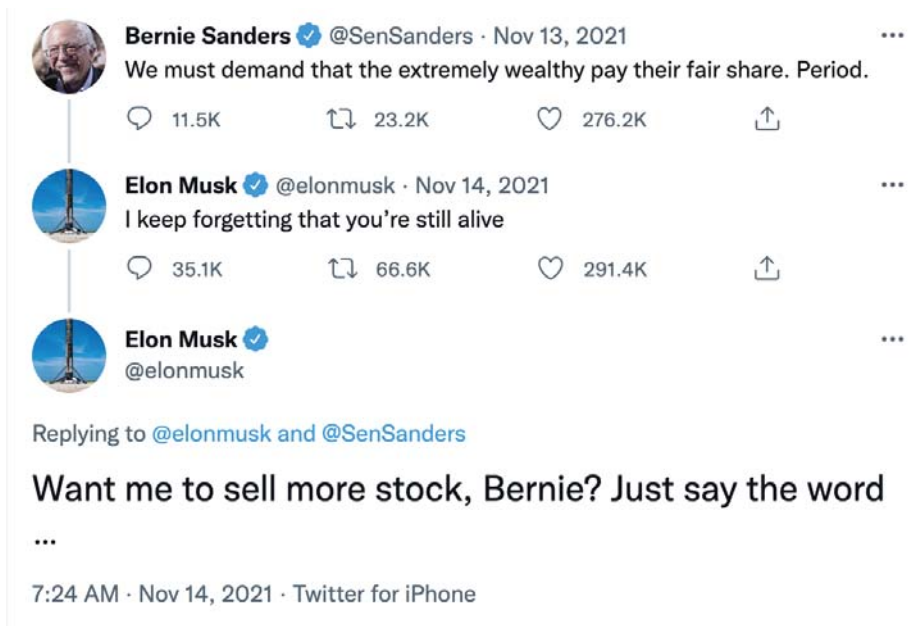 Bernie Sanders @SenSanders · Nov 13, 2021
We must demand that the extremely wealthy pay their fair share. Period.
11.5K 23.2K 276.2K
Elon Musk @elonmusk · Nov 14, 2021
I keep forgetting that you’re still alive
35.1K 66.6K 291.4K
Elon Musk
@elonmusk
Replying to @elonmusk and @SenSanders
Want me to sell more stock, Bernie? Just say the word
...
7:24 AM · Nov 14, 2021 · Twitter for iPhone